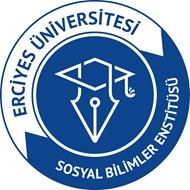 ERCİYES ÜNİVERSİTESİ
SOSYAL BİLİMLER ENSTİTÜSÜ